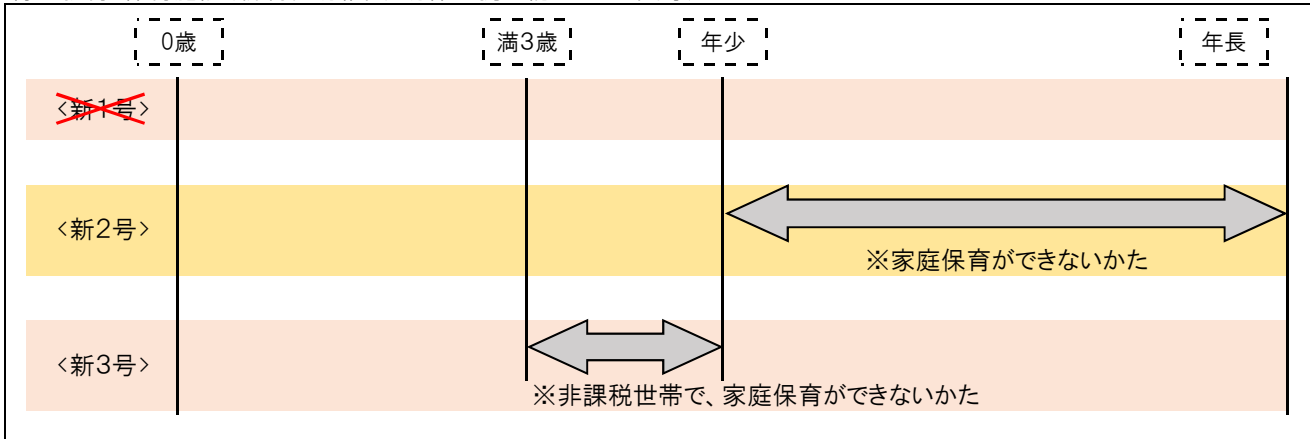 0歳
満3歳
年少
年長
<新1号>
<新2号>
※家庭保育ができないかた
<新3号>
※非課税世帯で、家庭保育ができないかた